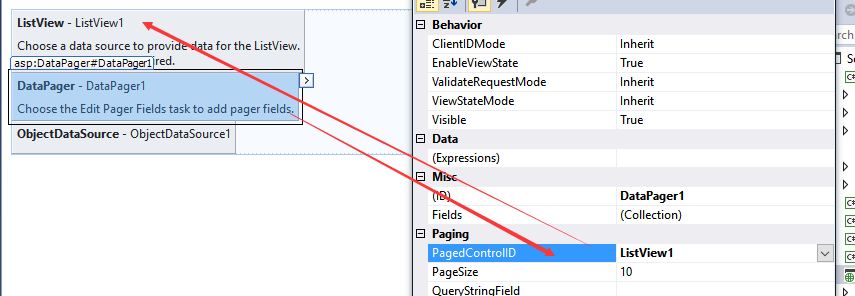 ListView - ListView1
Choose a data source to provide data for the ListView.
red.
asp:DataPager#DataPager1
DataPager - DataPager1
Choose the Edit Pager Fields task to add pager fields.
ObjectDataSource - ObjectDataSource1
Behavior
ClientIDMode Inherit
EnableViewState True
ValidateRequestMode Inherit
ViewStateMode Inherit
Visible True
Data
(Expressions)
Misc
(ID) DataPager1
Fields (Collection)
Paging
PagedControlID ListView1
PageSize 10
QueryStringField
arch
S
C#
C#
C#
C#